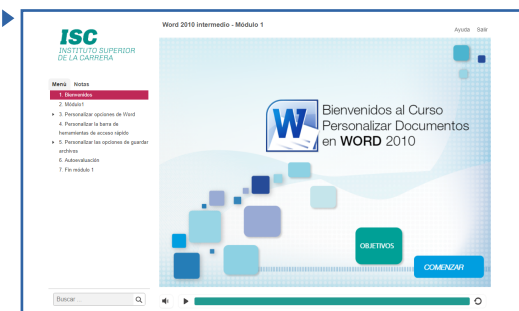 Word 2010 intermedio - Módulo 1
Ayuda Salir
ISC
INSTITUTO SUPERIOR
DE LA CARRERA
Menú Notas
1. Bienvenidos
2. Módulo1
3. Personalizar opciones de Word
4. Personalizar la barra de
herramientas de acceso rápido
5. Personalizar las opciones de guardar
archivos
6. Autoevaluación
7. Fin módulo 1
Bienvenidos al Curso
Personalizar Documentos
en WORD 2010
W
OBJETIVOS
COMENZAR
Buscar ...